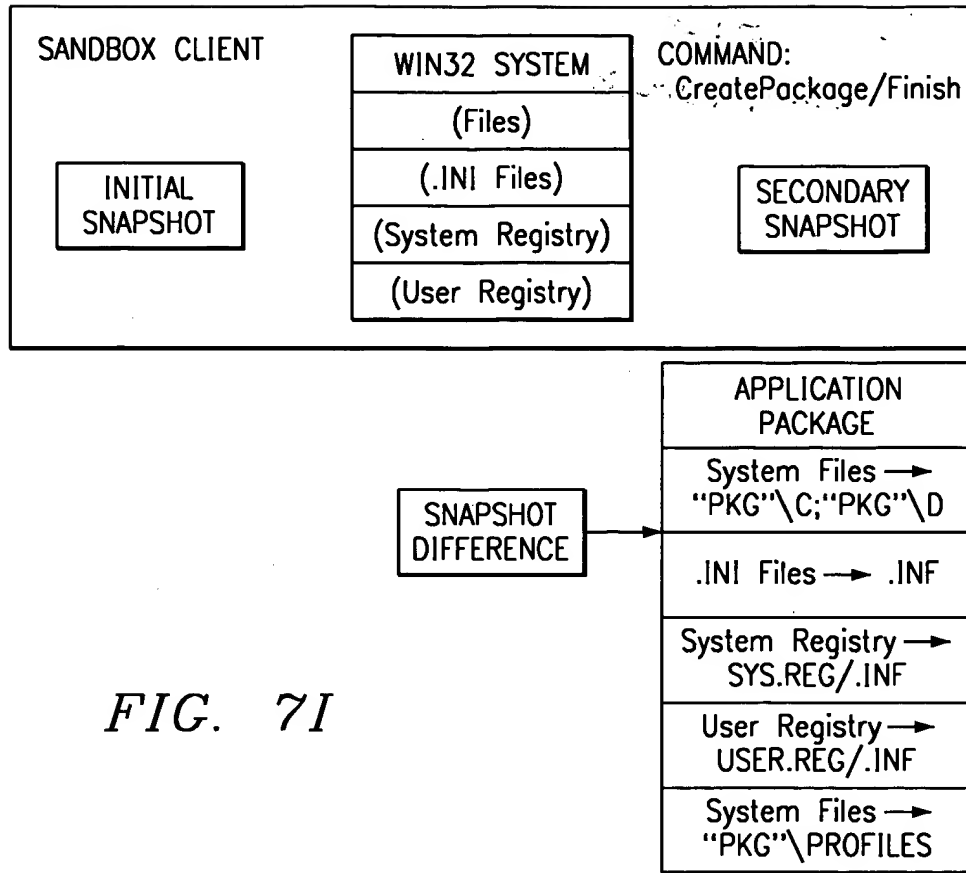 SANDBOX CLIENT
INITIAL
SNAPSHOT
WIN32 SYSTEM
(Files)
(.INI Files)
(System Registry)
(User Registry)
COMMAND:
CreatePackage/Finish
SECONDARY
SNAPSHOT
SNAPSHOT
DIFFERENCE
APPLICATION
PACKAGE
System Files →
"PKG"\C;"PKG"\D
.INI Files → .INF
System Registry →
SYS.REG/.INF
User Registry →
USER.REG/.INF
System Files →
"PKG"\PROFILES
FIG. 7I